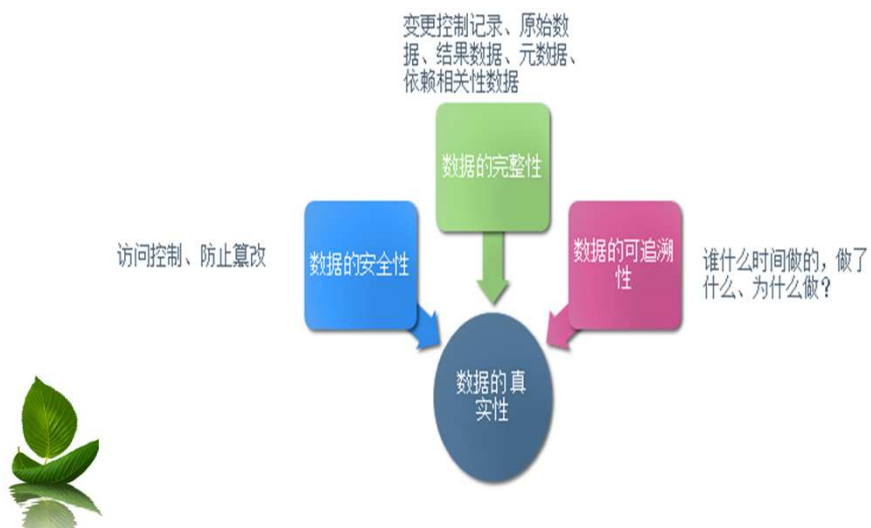 变更控制记录、原始数
据、结果数据、元数据、
依赖相关性数据
数据的完整性
访问控制、防止篡改
数据的安全性
数据的可追溯
性
谁什么时间做的，做了
什么、为什么做？
数据的真
实性